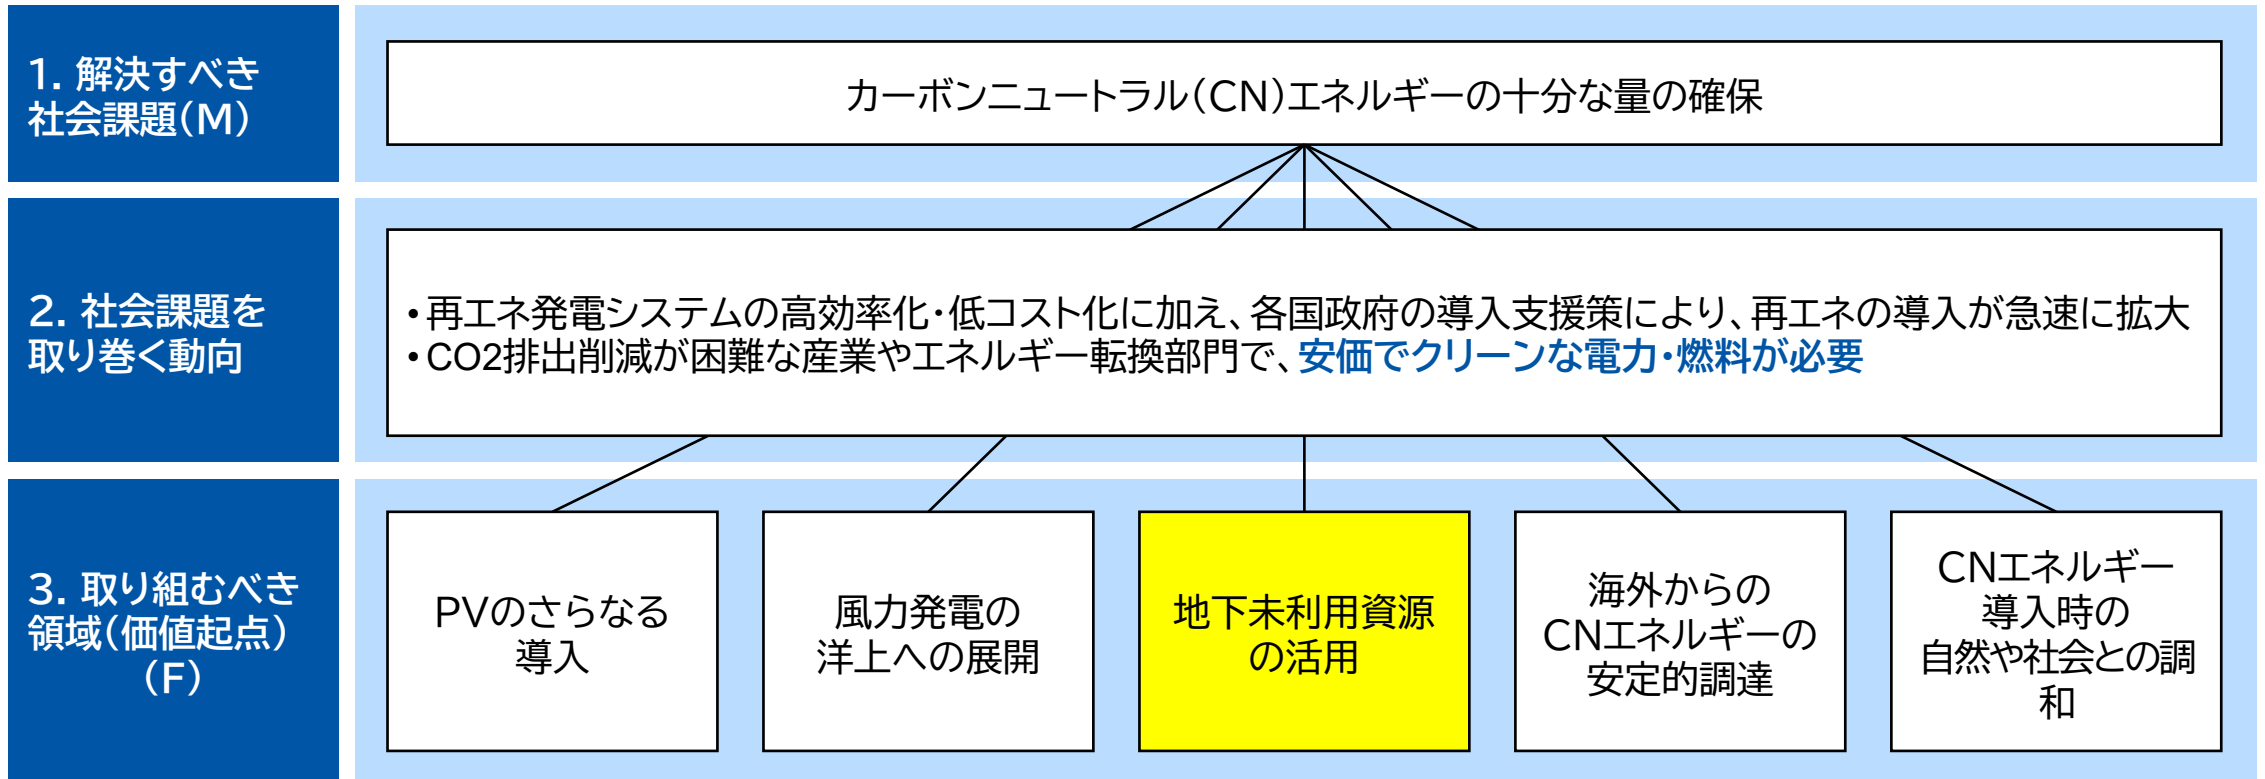 1. 解決すべき
社会課題(M)
カーボンニュートラル(CN)エネルギーの十分な量の確保
2. 社会課題を
取り巻く動向
•再エネ発電システムの高効率化・低コスト化に加え、各国政府の導入支援策により、再エネの導入が急速に拡大
•CO2排出削減が困難な産業やエネルギー転換部門で、安価でクリーンな電力・燃料が必要
3. 取り組むべき
領域(価値起点)
(F)
PVのさらなる
導入
風力発電の
洋上への展開
地下未利用資源
の活用
海外からの
CNエネルギーの
安定的調達
CNエネルギー
導入時の
自然や社会との調
和